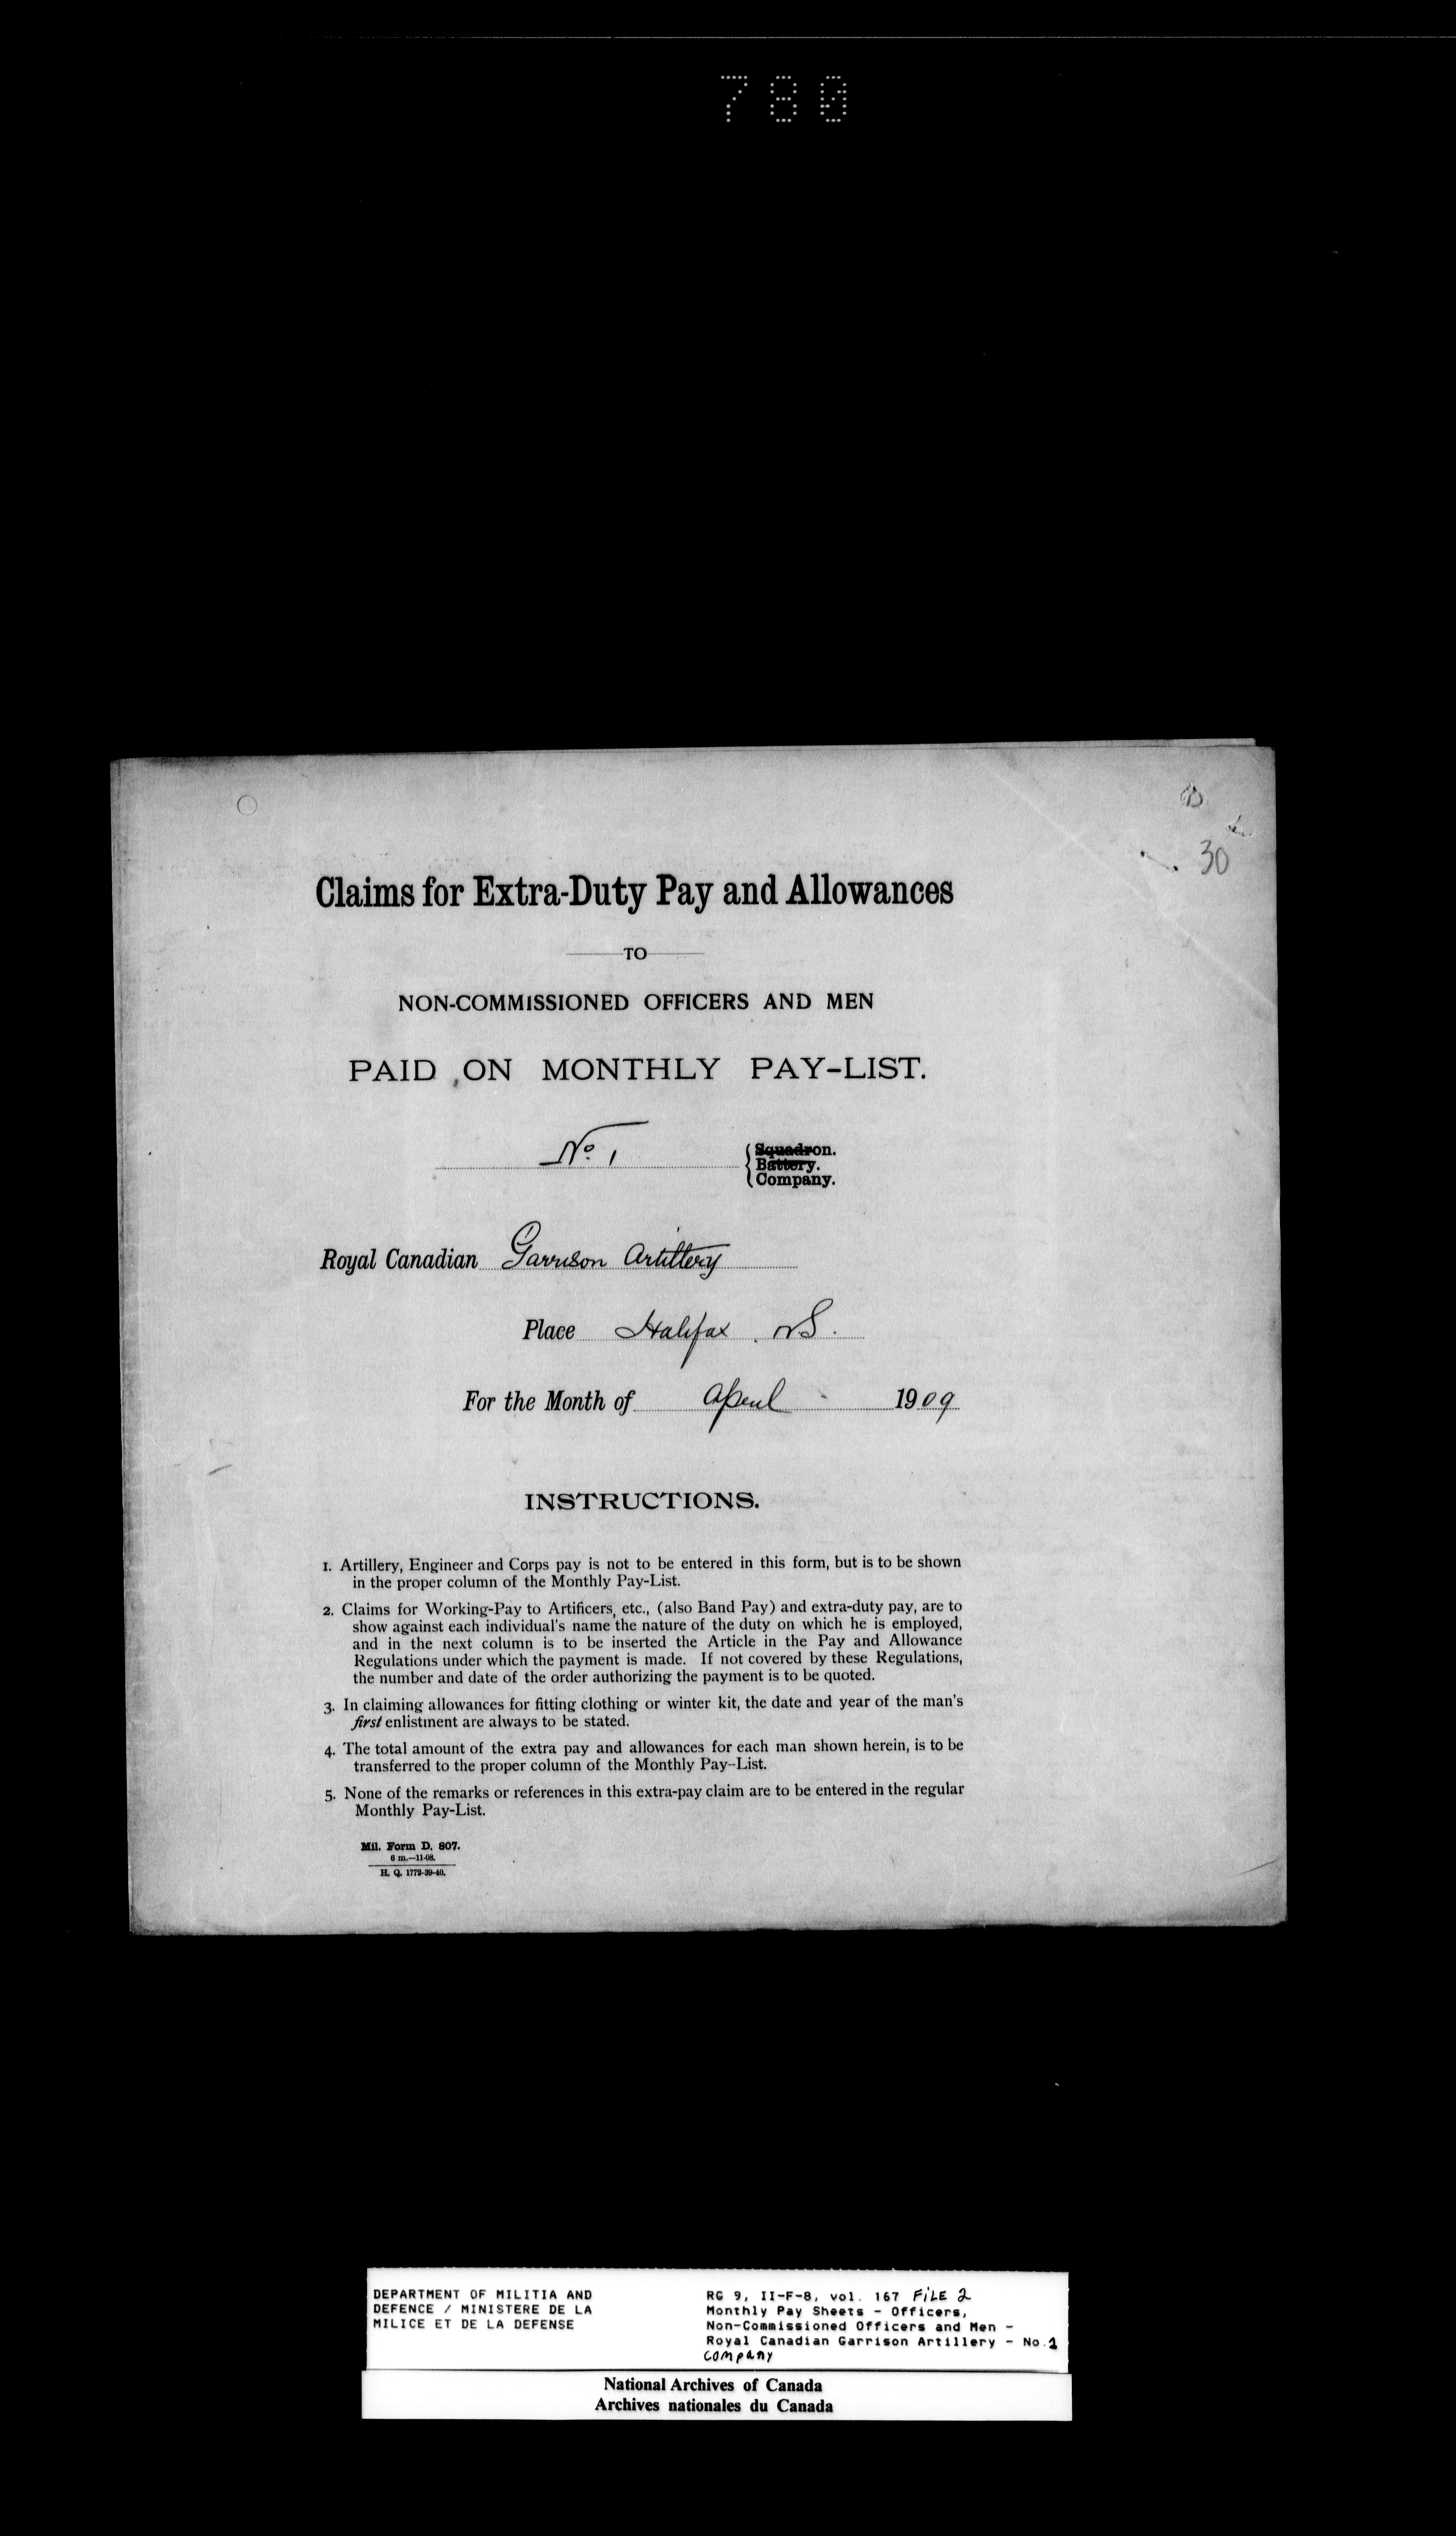 780
30
Claims for Extra-Duty Pay and Allowances
TO
NON-COMMISSIONED OFFICERS AND MEN
PAID ON MONTHLY PAY-LIST.
No. 1
Squadron.
Battery.
Company.
Royal Canadian Garrison Artillery
Place Halifax. NS.
For the Month of April 1909
INSTRUCTIONS.
1. Artillery, Engineer and Corps pay is not to be entered in this form, but is to be shown
in the proper column of the Monthly Pay-List.
2. Claims for Working-Pay to Artificers, etc., (also Band Pay) and extra-duty pay, are to
show against each individual's name the nature of the duty on which he is employed,
and in the next column is to be inserted the Article in the Pay and Allowance
Regulations under which the payment is made. If not covered by these Regulations,
the number and date of the order authorizing the payment is to be quoted.
3. In claiming allowances for fitting clothing or winter kit, the date and year of the man's
first enlistment are always to be stated.
4. The total amount of the extra pay and allowances for each man shown herein, is to be
transferred to the proper column of the Monthly Pay-List.
5. None of the remarks or references in this extra-pay claim are to be entered in the regular
Monthly Pay-List.
Mil. Form D. 807.
6 m.—11-08.
H. Q. 1772-39-40.
DEPARTMENT OF MILITIA AND
DEFENCE / MINISTERE DE LA
MILICE ET DE LA DEFENSE
RG 9, II-F-8, vol. 167 FILE 2
Monthly Pay Sheets - Officers,
Non-Commissioned Officers and Men -
Royal Canadian Garrison Artillery - No.1
company
National Archives of Canada
Archives nationales du Canada